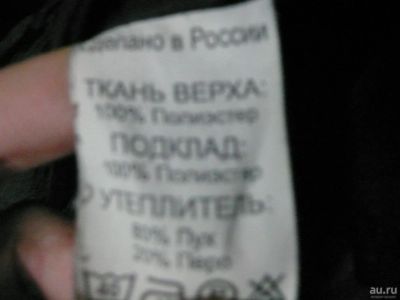 Сделано в России
ТКАНЬ ВЕРХА:
100% Полиэстер
ПОДКЛАД:
100% Полиэстер
УТЕПЛИТЕЛЬ:
80% Пух
20% Перо
au.ru